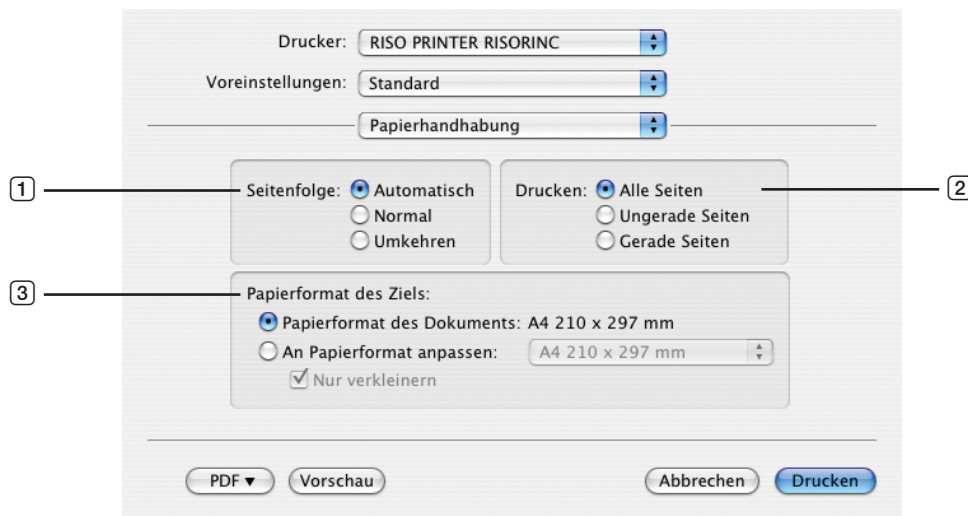 Drucker: RISO PRINTER RISORINC
Voreinstellungen: Standard
Papierhandhabung
1 Seitenfolge: Automatisch
Normal
Umkehren
Drucken: Alle Seiten 2
Ungerade Seiten
Gerade Seiten
3 Papierformat des Ziels:
Papierformat des Dokuments: A4 210 x 297 mm
An Papierformat anpassen: A4 210 x 297 mm
Nur verkleinern
PDF ▼ Vorschau Abbrechen Drucken